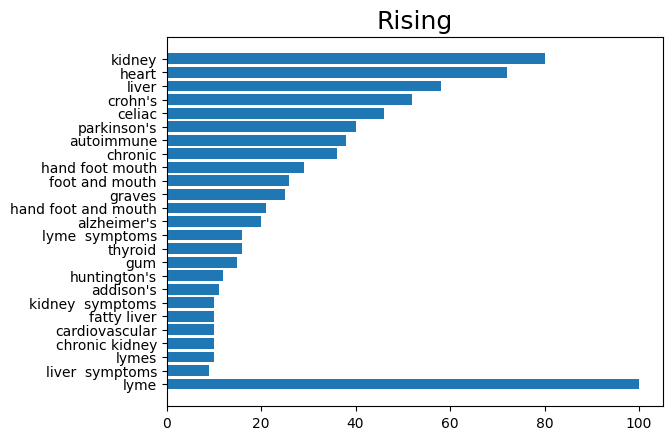 Rising
kidney
heart
liver
crohn's
celiac
parkinson's
autoimmune
chronic
hand foot mouth
foot and mouth
graves
hand foot and mouth
alzheimer's
lyme  symptoms
thyroid
gum
huntington's
addison's
kidney  symptoms
fatty liver
cardiovascular
chronic kidney
lymes
liver  symptoms
lyme
0 20 40 60 80 100